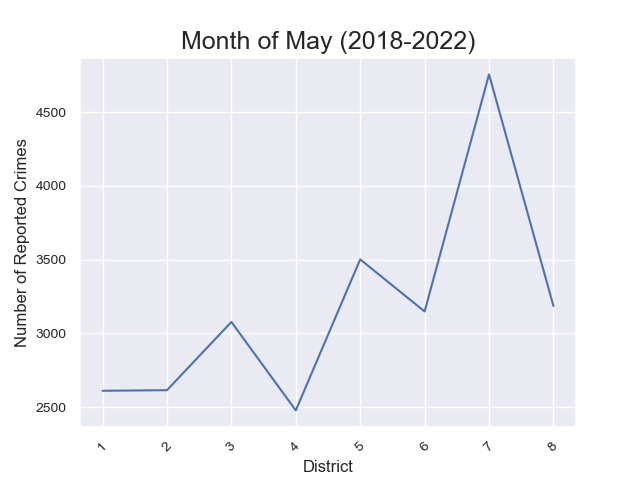 Month of May (2018-2022)
Number of Reported Crimes
4500
4000
3500
3000
2500
1 2 3 4 5 6 7 8
District